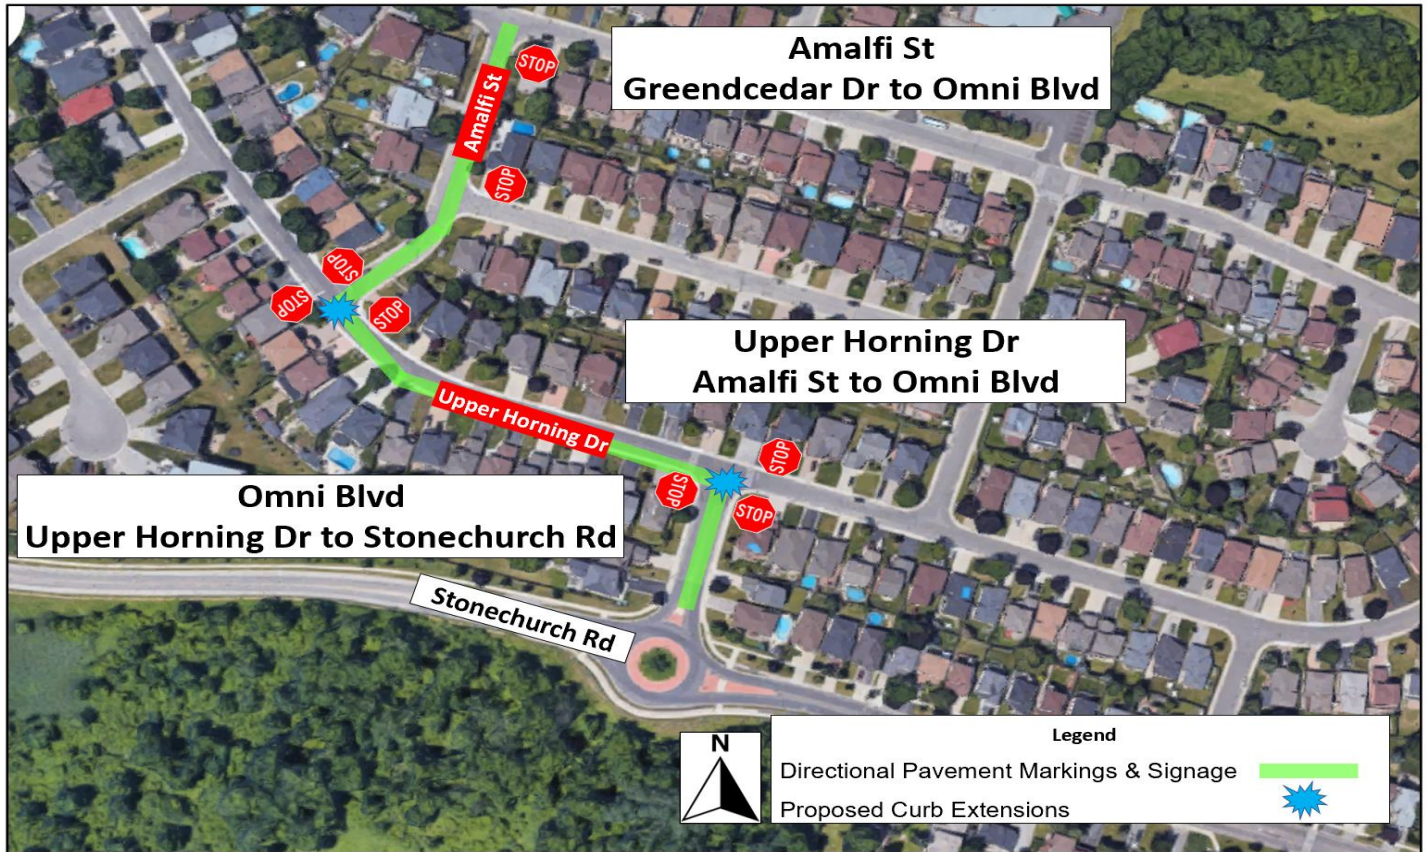 Amalfi St
Greendcedar Dr to Omni Blvd
STOP
Amalfi St
STOP
STOP
STOP
STOP
Upper Horning Dr
Amalfi St to Omni Blvd
Upper Horning Dr
STOP
STOP
STOP
Omni Blvd
Upper Horning Dr to Stonechurch Rd
Stonechurch Rd
N
Legend
Directional Pavement Markings & Signage
Proposed Curb Extensions